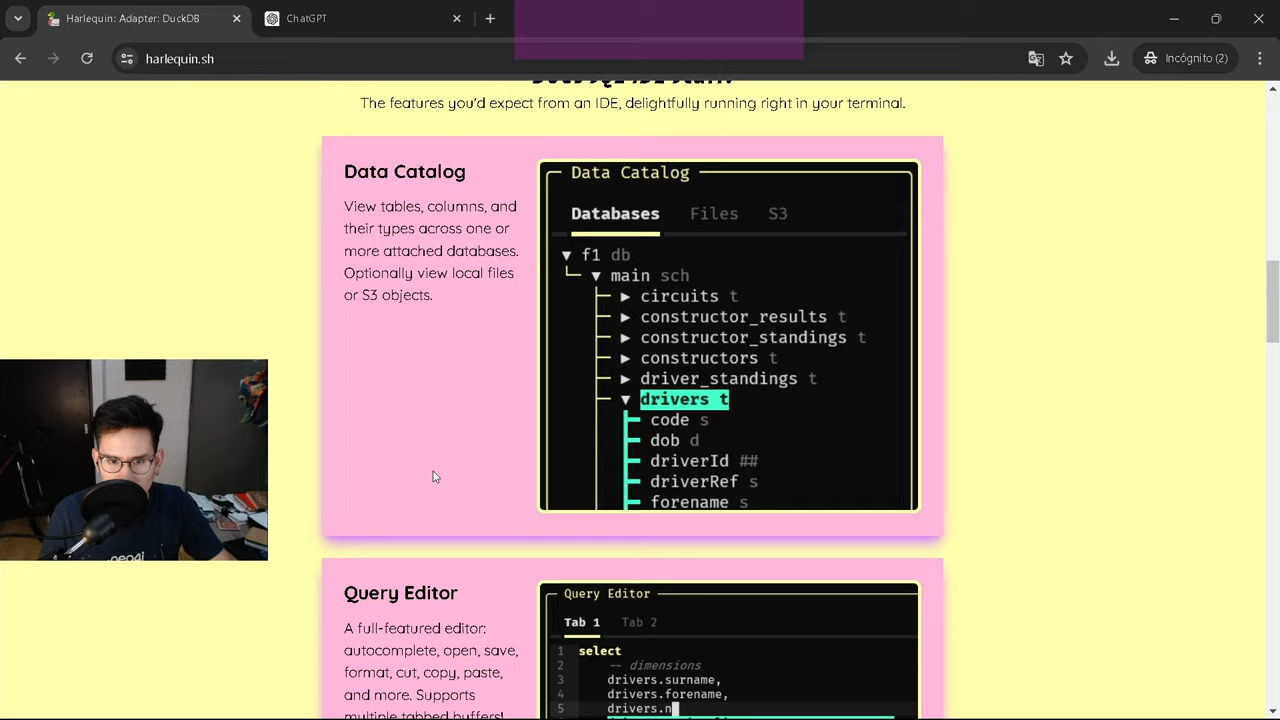 Harlequin: Adapter: DuckDB
ChatGPT
harlequin.sh
Incógnito (2)
The features you'd expect from an IDE, delightfully running right in your terminal.
Data Catalog
View tables, columns, and
their types across one or
more attached databases.
Optionally view local files
or S3 objects.
Data Catalog
Databases Files S3
▼ f1 db
▼ main sch
▶ circuits t
▶ constructor_results t
▶ constructor_standings t
▶ constructors t
▶ driver_standings t
▼ drivers t
code s
dob d
driverId ##
driverRef s
forename s
neo4j
Query Editor
A full-featured editor:
autocomplete, open, save,
format, cut, copy, paste,
and more. Supports
multiple tabbed buffers!
Query Editor
Tab 1 Tab 2
1 select
2 -- dimensions
3 drivers.surname,
4 drivers.forename,
5 drivers.n